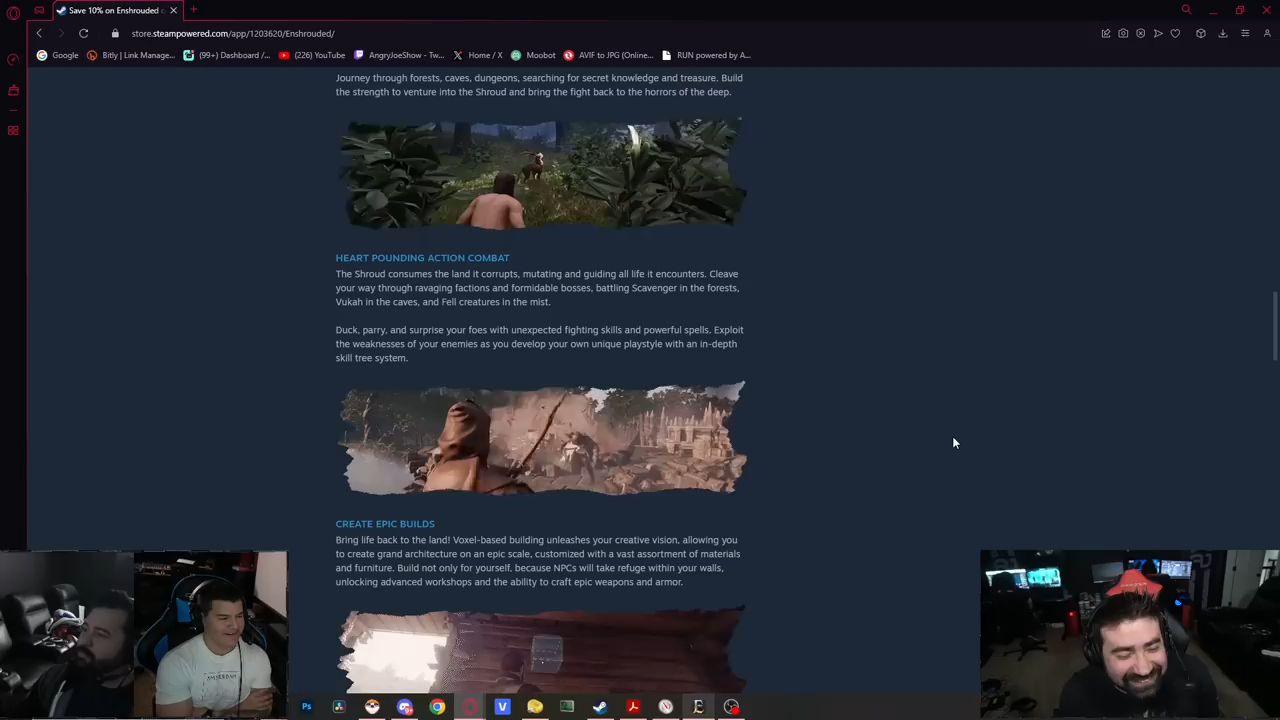 Save 10% on Enshrouded o
store.steampowered.com/app/1203620/Enshrouded/
Google
Bitly | Link Manage...
(99+) Dashboard /...
(226) YouTube
AngryJoeShow - Tw...
Home / X
Moobot
AVIF to JPG (Online...
RUN powered by A...
Journey through forests, caves, dungeons, searching for secret knowledge and treasure. Build
the strength to venture into the Shroud and bring the fight back to the horrors of the deep.
HEART POUNDING ACTION COMBAT
The Shroud consumes the land it corrupts, mutating and guiding all life it encounters. Cleave
your way through ravaging factions and formidable bosses, battling Scavenger in the forests,
Vukah in the caves, and Fell creatures in the mist.
Duck, parry, and surprise your foes with unexpected fighting skills and powerful spells. Exploit
the weaknesses of your enemies as you develop your own unique playstyle with an in-depth
skill tree system.
CREATE EPIC BUILDS
Bring life back to the land! Voxel-based building unleashes your creative vision, allowing you
to create grand architecture on an epic scale, customized with a vast assortment of materials
and furniture. Build not only for yourself, because NPCs will take refuge within your walls,
unlocking advanced workshops and the ability to craft epic weapons and armor.
AMSTERDAM
Ps
V